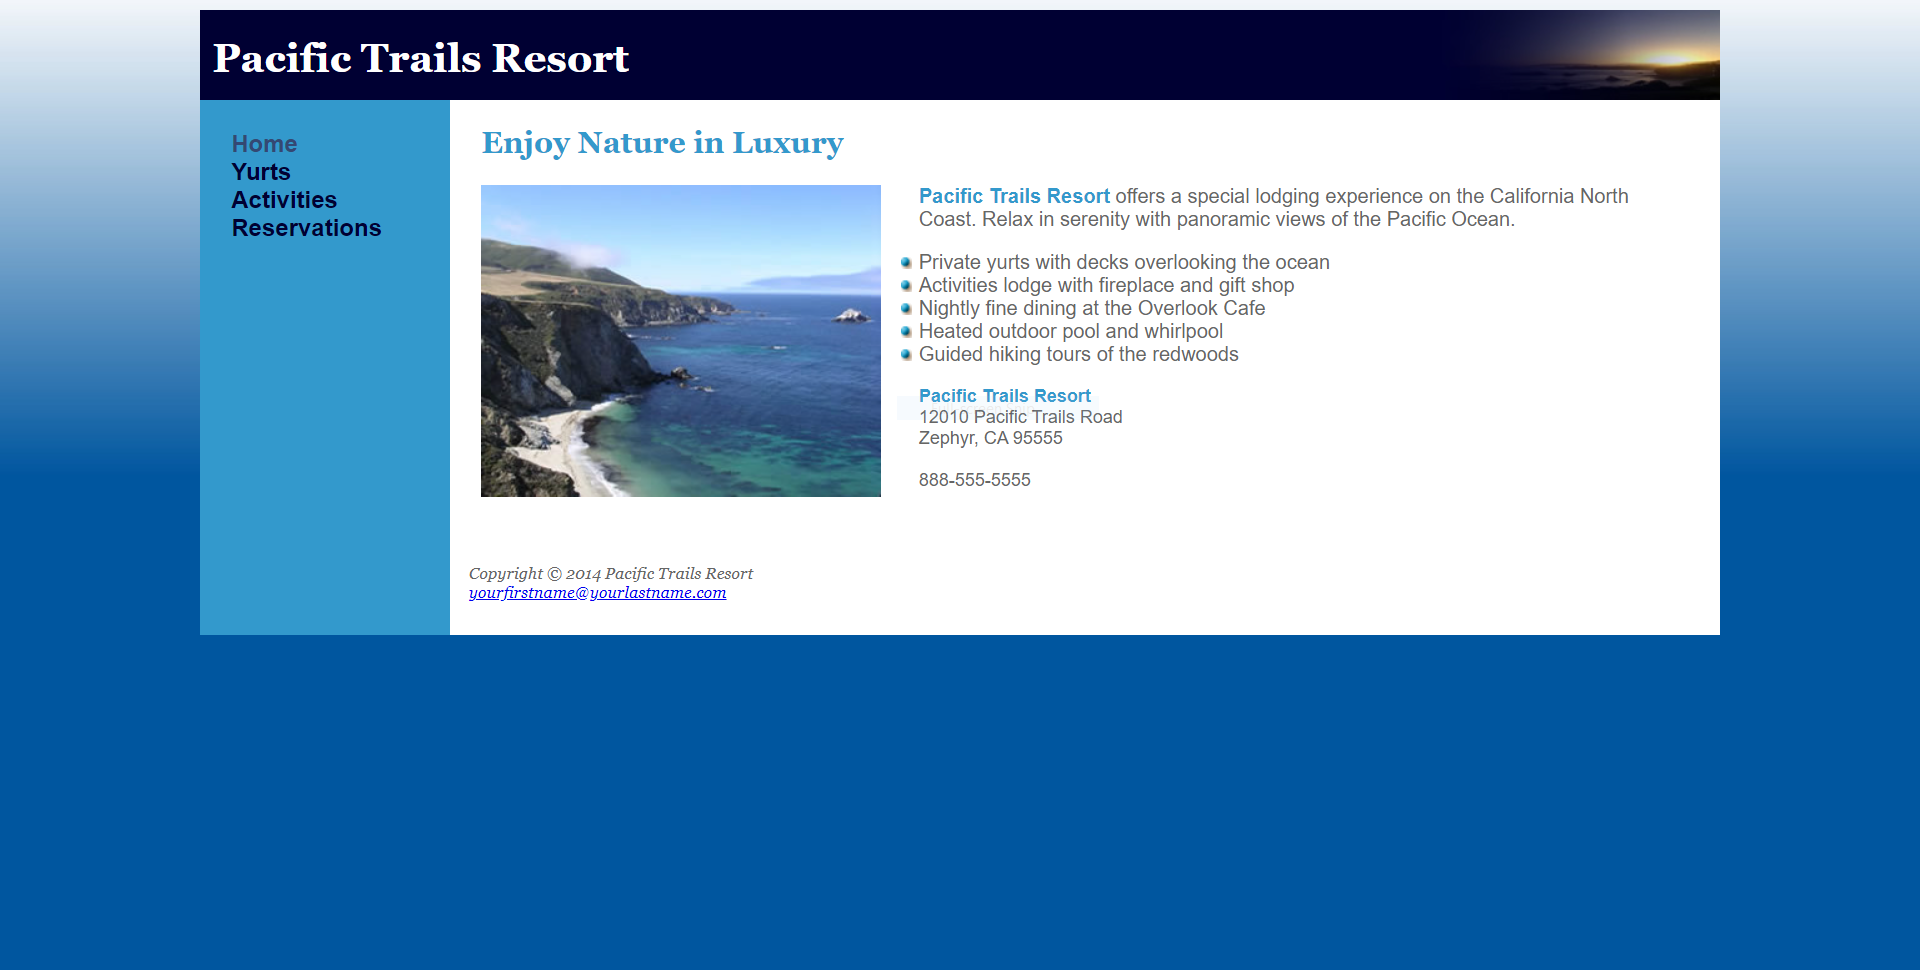 Pacific Trails Resort
Home
Yurts
Activities
Reservations
Enjoy Nature in Luxury
Pacific Trails Resort offers a special lodging experience on the California North
Coast. Relax in serenity with panoramic views of the Pacific Ocean.
Private yurts with decks overlooking the ocean
Activities lodge with fireplace and gift shop
Nightly fine dining at the Overlook Cafe
Heated outdoor pool and whirlpool
Guided hiking tours of the redwoods
Pacific Trails Resort
12010 Pacific Trails Road
Zephyr, CA 95555
888-555-5555
Copyright © 2014 Pacific Trails Resort
yourfirstname@yourlastname.com